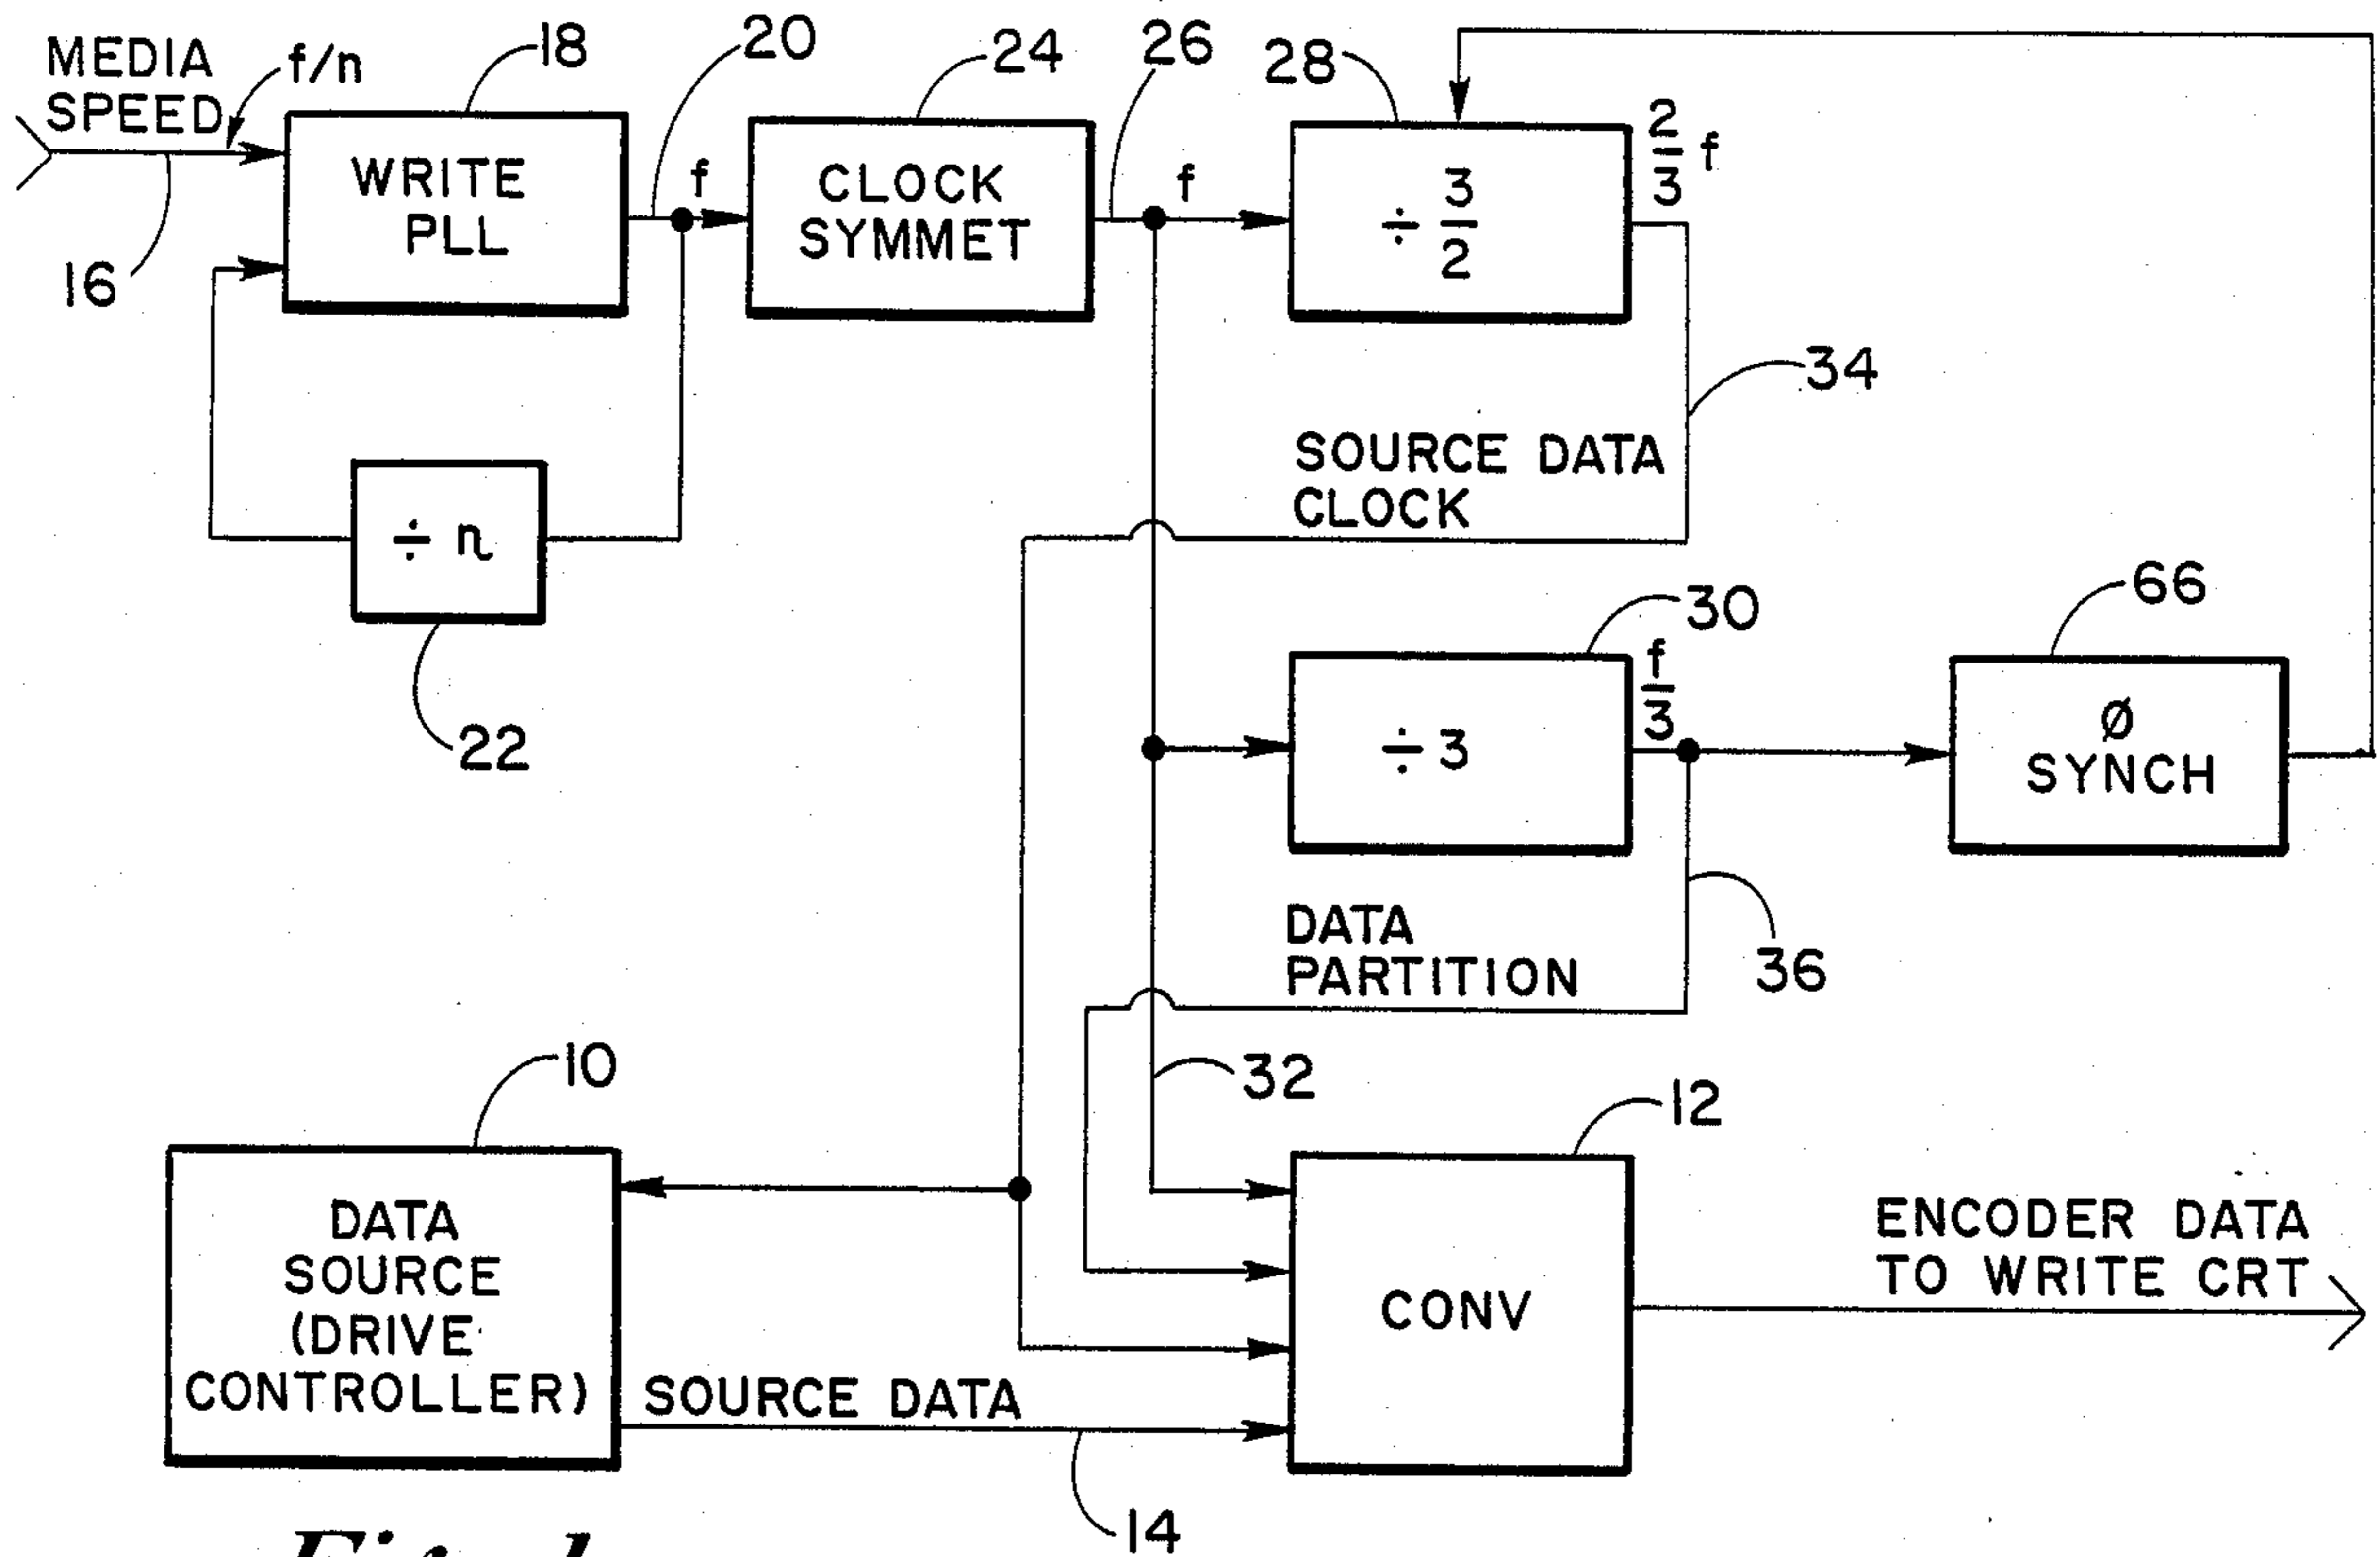 MEDIA
SPEED
f/n
16
18
WRITE
PLL
20
f
24
CLOCK
SYMMET
26
f
28
÷ 3/2
2/3 f
34
SOURCE DATA
CLOCK
÷ n
22
30
÷ 3
f/3
66
Ø
SYNCH
DATA
PARTITION
36
32
10
DATA
SOURCE
(DRIVE
CONTROLLER)
SOURCE DATA
14
12
CONV
ENCODER DATA
TO WRITE CRT